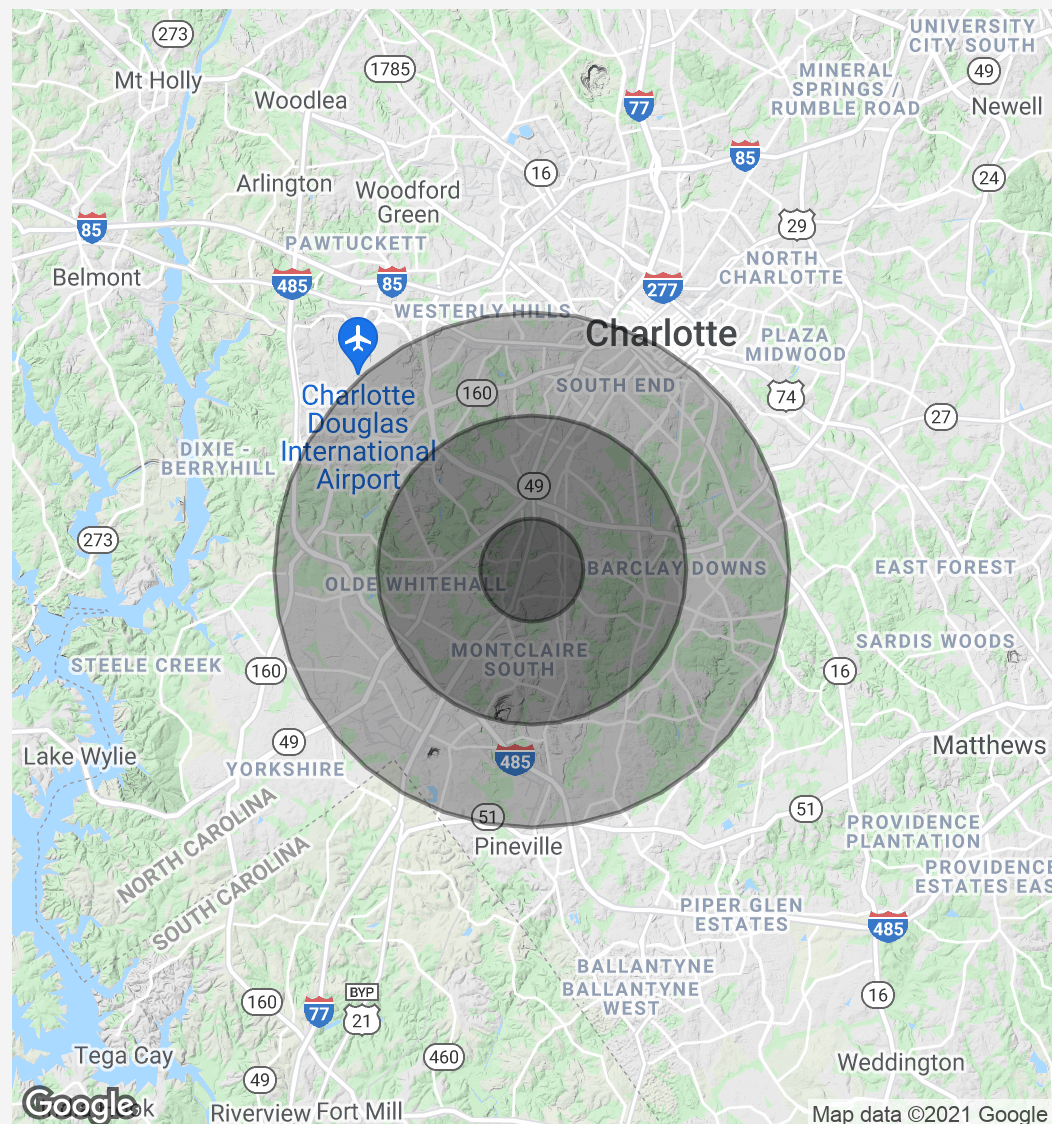 273
UNIVERSITY
CITY SOUTH
Mt Holly
1785
MINERAL
SPRINGS /
RUMBLE ROAD
49
Woodlea
77
Newell
85
16
24
Arlington
Woodford
Green
85
29
PAWTUCKETT
NORTH
CHARLOTTE
Belmont
485
85
277
WESTERLY HILLS
Charlotte
PLAZA
MIDWOOD
160
SOUTH END
74
Charlotte
Douglas
International
Airport
27
DIXIE -
BERRYHILL
49
273
OLDE WHITEHALL
BARCLAY DOWNS
EAST FOREST
MONTCLAIRE
SOUTH
SARDIS WOODS
STEELE CREEK
160
16
49
Lake Wylie
485
Matthews
YORKSHIRE
51
51
NORTH CAROLINA
SOUTH CAROLINA
Pineville
PROVIDENCE
PLANTATION
PROVIDENCE
ESTATES EAS
PIPER GLEN
ESTATES
485
BALLANTYNE
BALLANTYNE
WEST
BYP
160
77
21
16
Tega Cay
460
Weddington
49
Google
Riverview
Fort Mill
Map data ©2021 Google